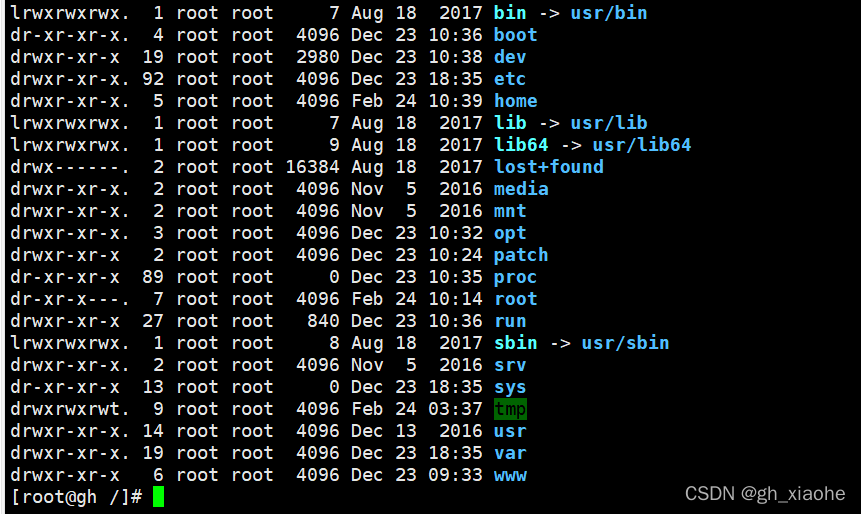 lrwxrwxrwx.  1 root root     7 Aug 18  2017 bin -> usr/bin
dr-xr-xr-x.  4 root root  4096 Dec 23 10:36 boot
drwxr-xr-x  19 root root  2980 Dec 23 10:38 dev
drwxr-xr-x. 92 root root  4096 Dec 23 18:35 etc
drwxr-xr-x.  5 root root  4096 Feb 24 10:39 home
lrwxrwxrwx.  1 root root     7 Aug 18  2017 lib -> usr/lib
lrwxrwxrwx.  1 root root     9 Aug 18  2017 lib64 -> usr/lib64
drwx------.  2 root root 16384 Aug 18  2017 lost+found
drwxr-xr-x.  2 root root  4096 Nov  5  2016 media
drwxr-xr-x.  2 root root  4096 Nov  5  2016 mnt
drwxr-xr-x.  3 root root  4096 Dec 23 10:32 opt
drwxr-xr-x   2 root root  4096 Dec 23 10:24 patch
dr-xr-xr-x  89 root root     0 Dec 23 10:35 proc
dr-xr-x---.  7 root root  4096 Feb 24 10:14 root
drwxr-xr-x  27 root root   840 Dec 23 10:36 run
lrwxrwxrwx.  1 root root     8 Aug 18  2017 sbin -> usr/sbin
drwxr-xr-x.  2 root root  4096 Nov  5  2016 srv
dr-xr-xr-x  13 root root     0 Dec 23 18:35 sys
drwxrwxrwt.  9 root root  4096 Feb 24 03:37 tmp
drwxr-xr-x. 14 root root  4096 Dec 13  2016 usr
drwxr-xr-x. 19 root root  4096 Dec 23 18:35 var
drwxr-xr-x   6 root root  4096 Dec 23 09:33 www
[root@gh /]#
CSDN @gh_xiaohe